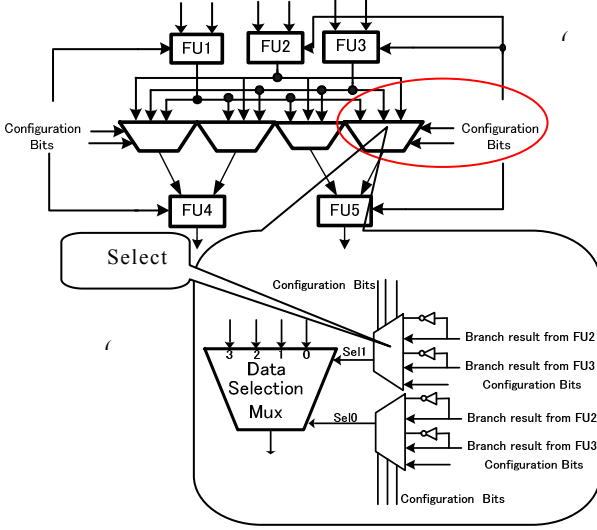 FU1
FU2
FU3
Configuration
Bits
Configuration
Bits
FU4
FU5
Select
Configuration Bits
3 2 1 0
Data
Selection
Mux
Sel1
Sel0
Branch result from FU2
Branch result from FU3
Configuration Bits
Branch result from FU2
Branch result from FU3
Configuration Bits
Configuration Bits